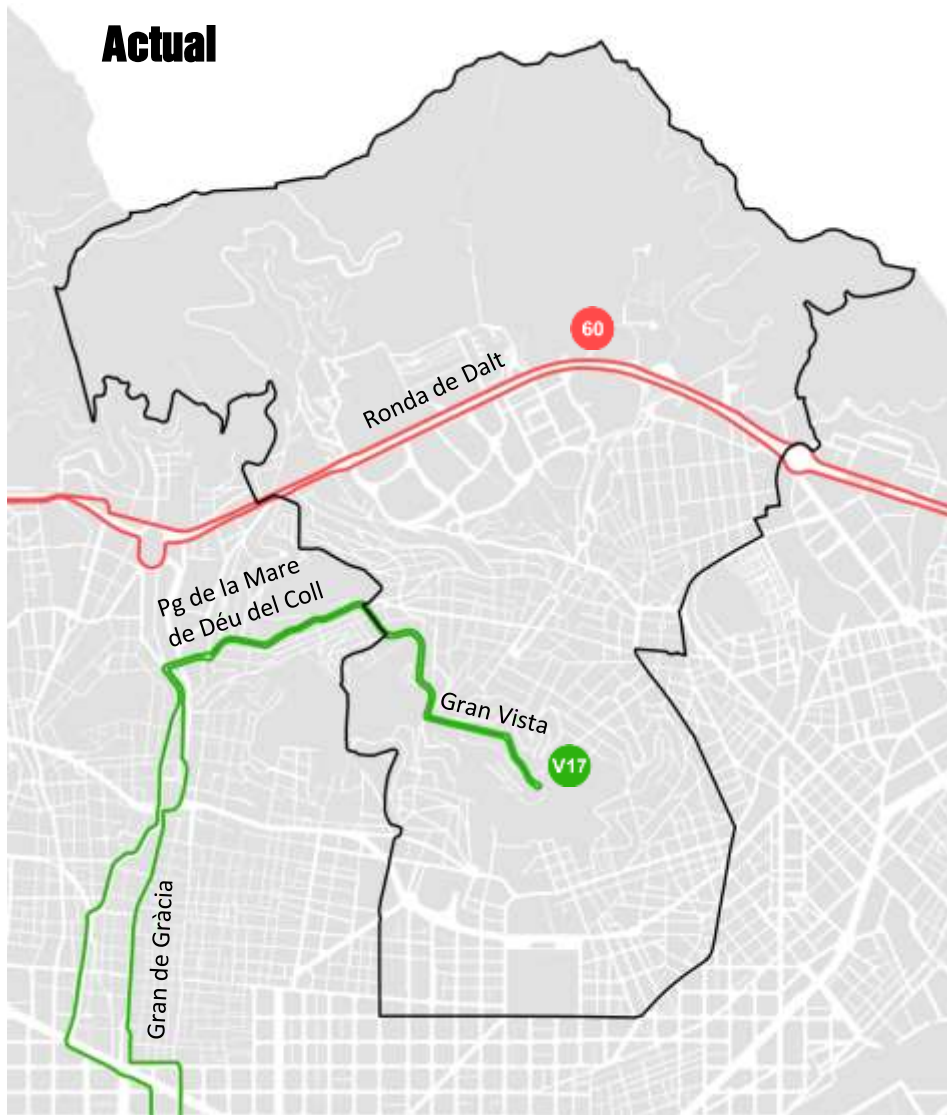 Actual
60
Ronda de Dalt
Pg de la Mare
de Déu del Coll
Gran Vista
V17
Gran de Gràcia